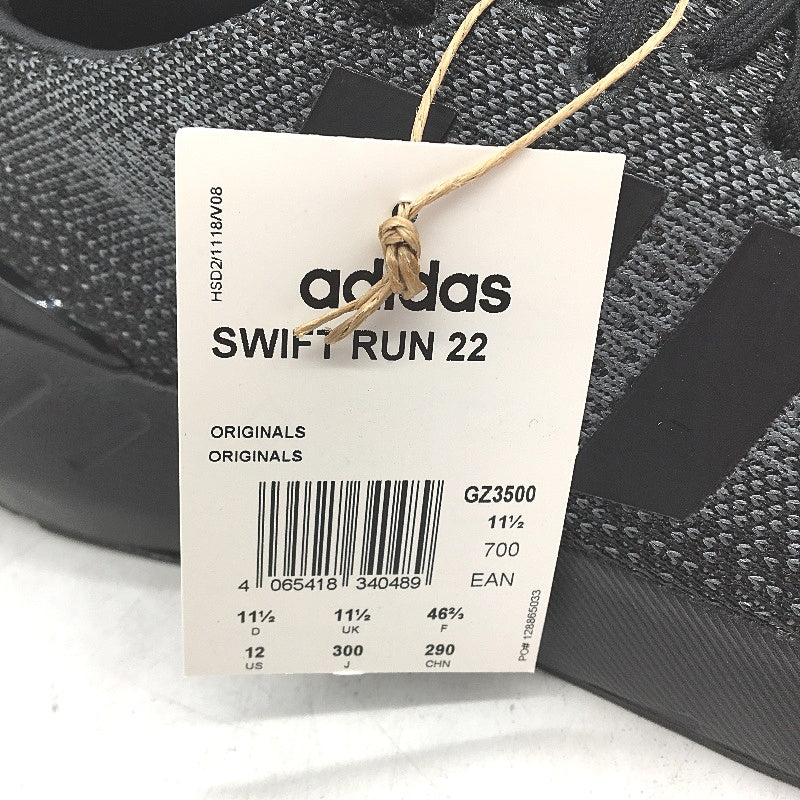 HSD2/1118/V08
adidas
SWIFT RUN 22
ORIGINALS
ORIGINALS
GZ3500
11½
700
EAN
4 065418 340489
11½ 11½ 46⅔
D UK F
12 300 290
US J CHN
PO# 128865033